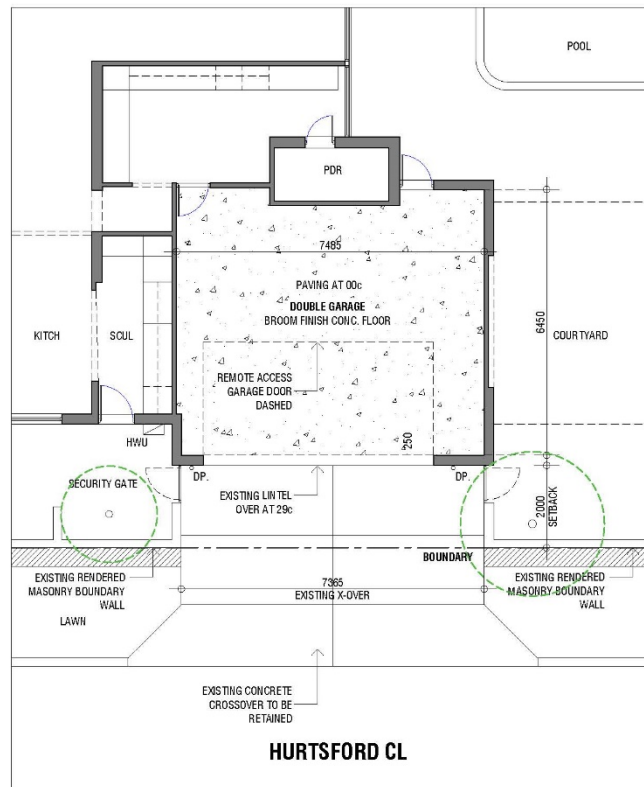 POOL
PDR
7485
PAVING AT 00c
DOUBLE GARAGE
BROOM FINISH CONC. FLOOR
6450
KITCH
SCUL
COURTYARD
REMOTE ACCESS
GARAGE DOOR
DASHED
250
HWU
DP.
DP.
SECURITY GATE
EXISTING LINTEL
OVER AT 29c
2000
SETBACK
BOUNDARY
EXISTING RENDERED
MASONRY BOUNDARY
WALL
7365
EXISTING X-OVER
EXISTING RENDERED
MASONRY BOUNDARY
WALL
LAWN
EXISTING CONCRETE
CROSSOVER TO BE
RETAINED
HURTSFORD CL